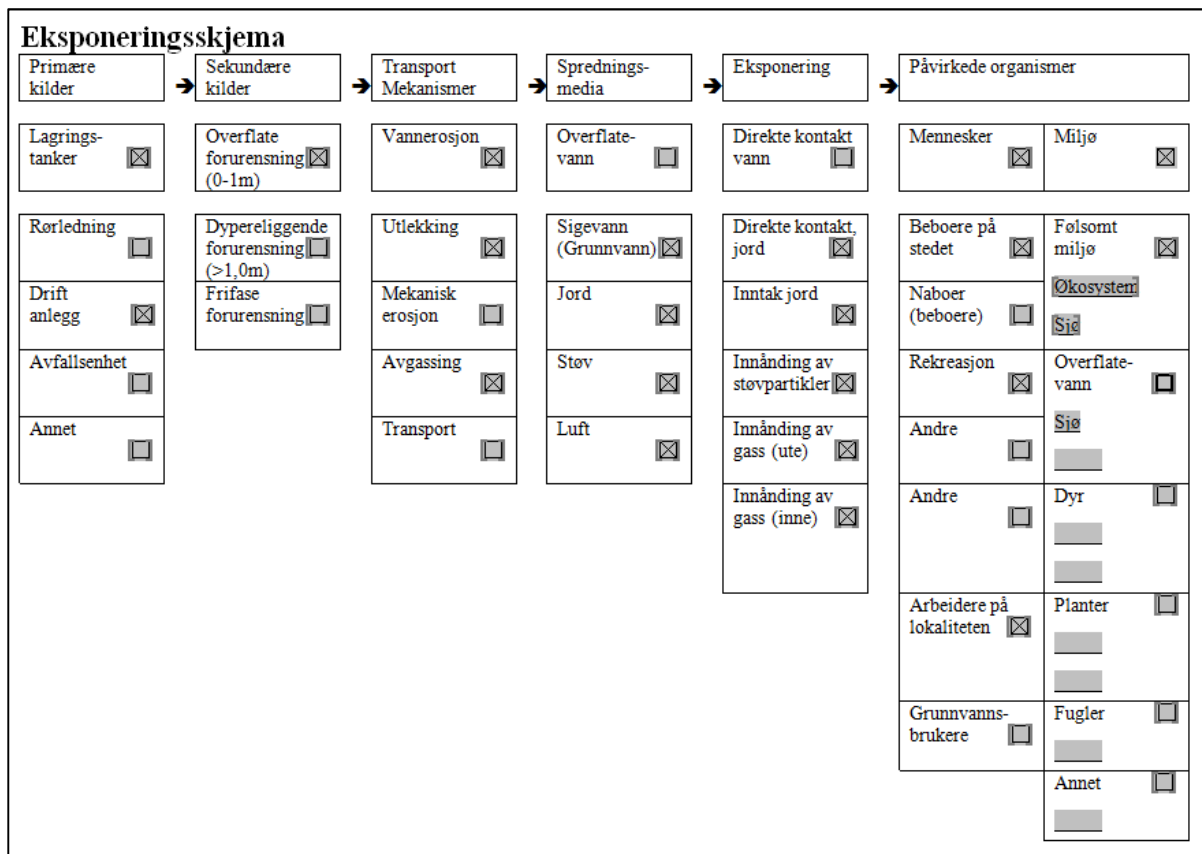 Eksponeringsskjema
Primære
kilder
Sekundære
kilder
Transport
Mekanismer
Sprednings-
media
Eksponering
Påvirkede organismer
Lagrings-
tanker
Overflate
forurensning
(0-1m)
Vannerosjon
Overflate-
vann
Direkte kontakt
vann
Mennesker
Miljø
Rørledning
Dypereliggende
forurensning
(>1,0m)
Utlekking
Sigevann
(Grunnvann)
Direkte kontakt,
jord
Beboere på
stedet
Følsomt
miljø
Økosystem
Sjø
Drift
anlegg
Frifase
forurensning
Mekanisk
erosjon
Jord
Inntak jord
Naboer
(beboere)
Avfallsenhet
Avgassing
Støv
Innånding av
støvpartikler
Rekreasjon
Overflate-
vann
Sjø
Annet
Transport
Luft
Innånding av
gass (ute)
Andre
Innånding av
gass (inne)
Andre
Dyr
Arbeidere på
lokaliteten
Planter
Grunnvanns-
brukere
Fugler
Annet